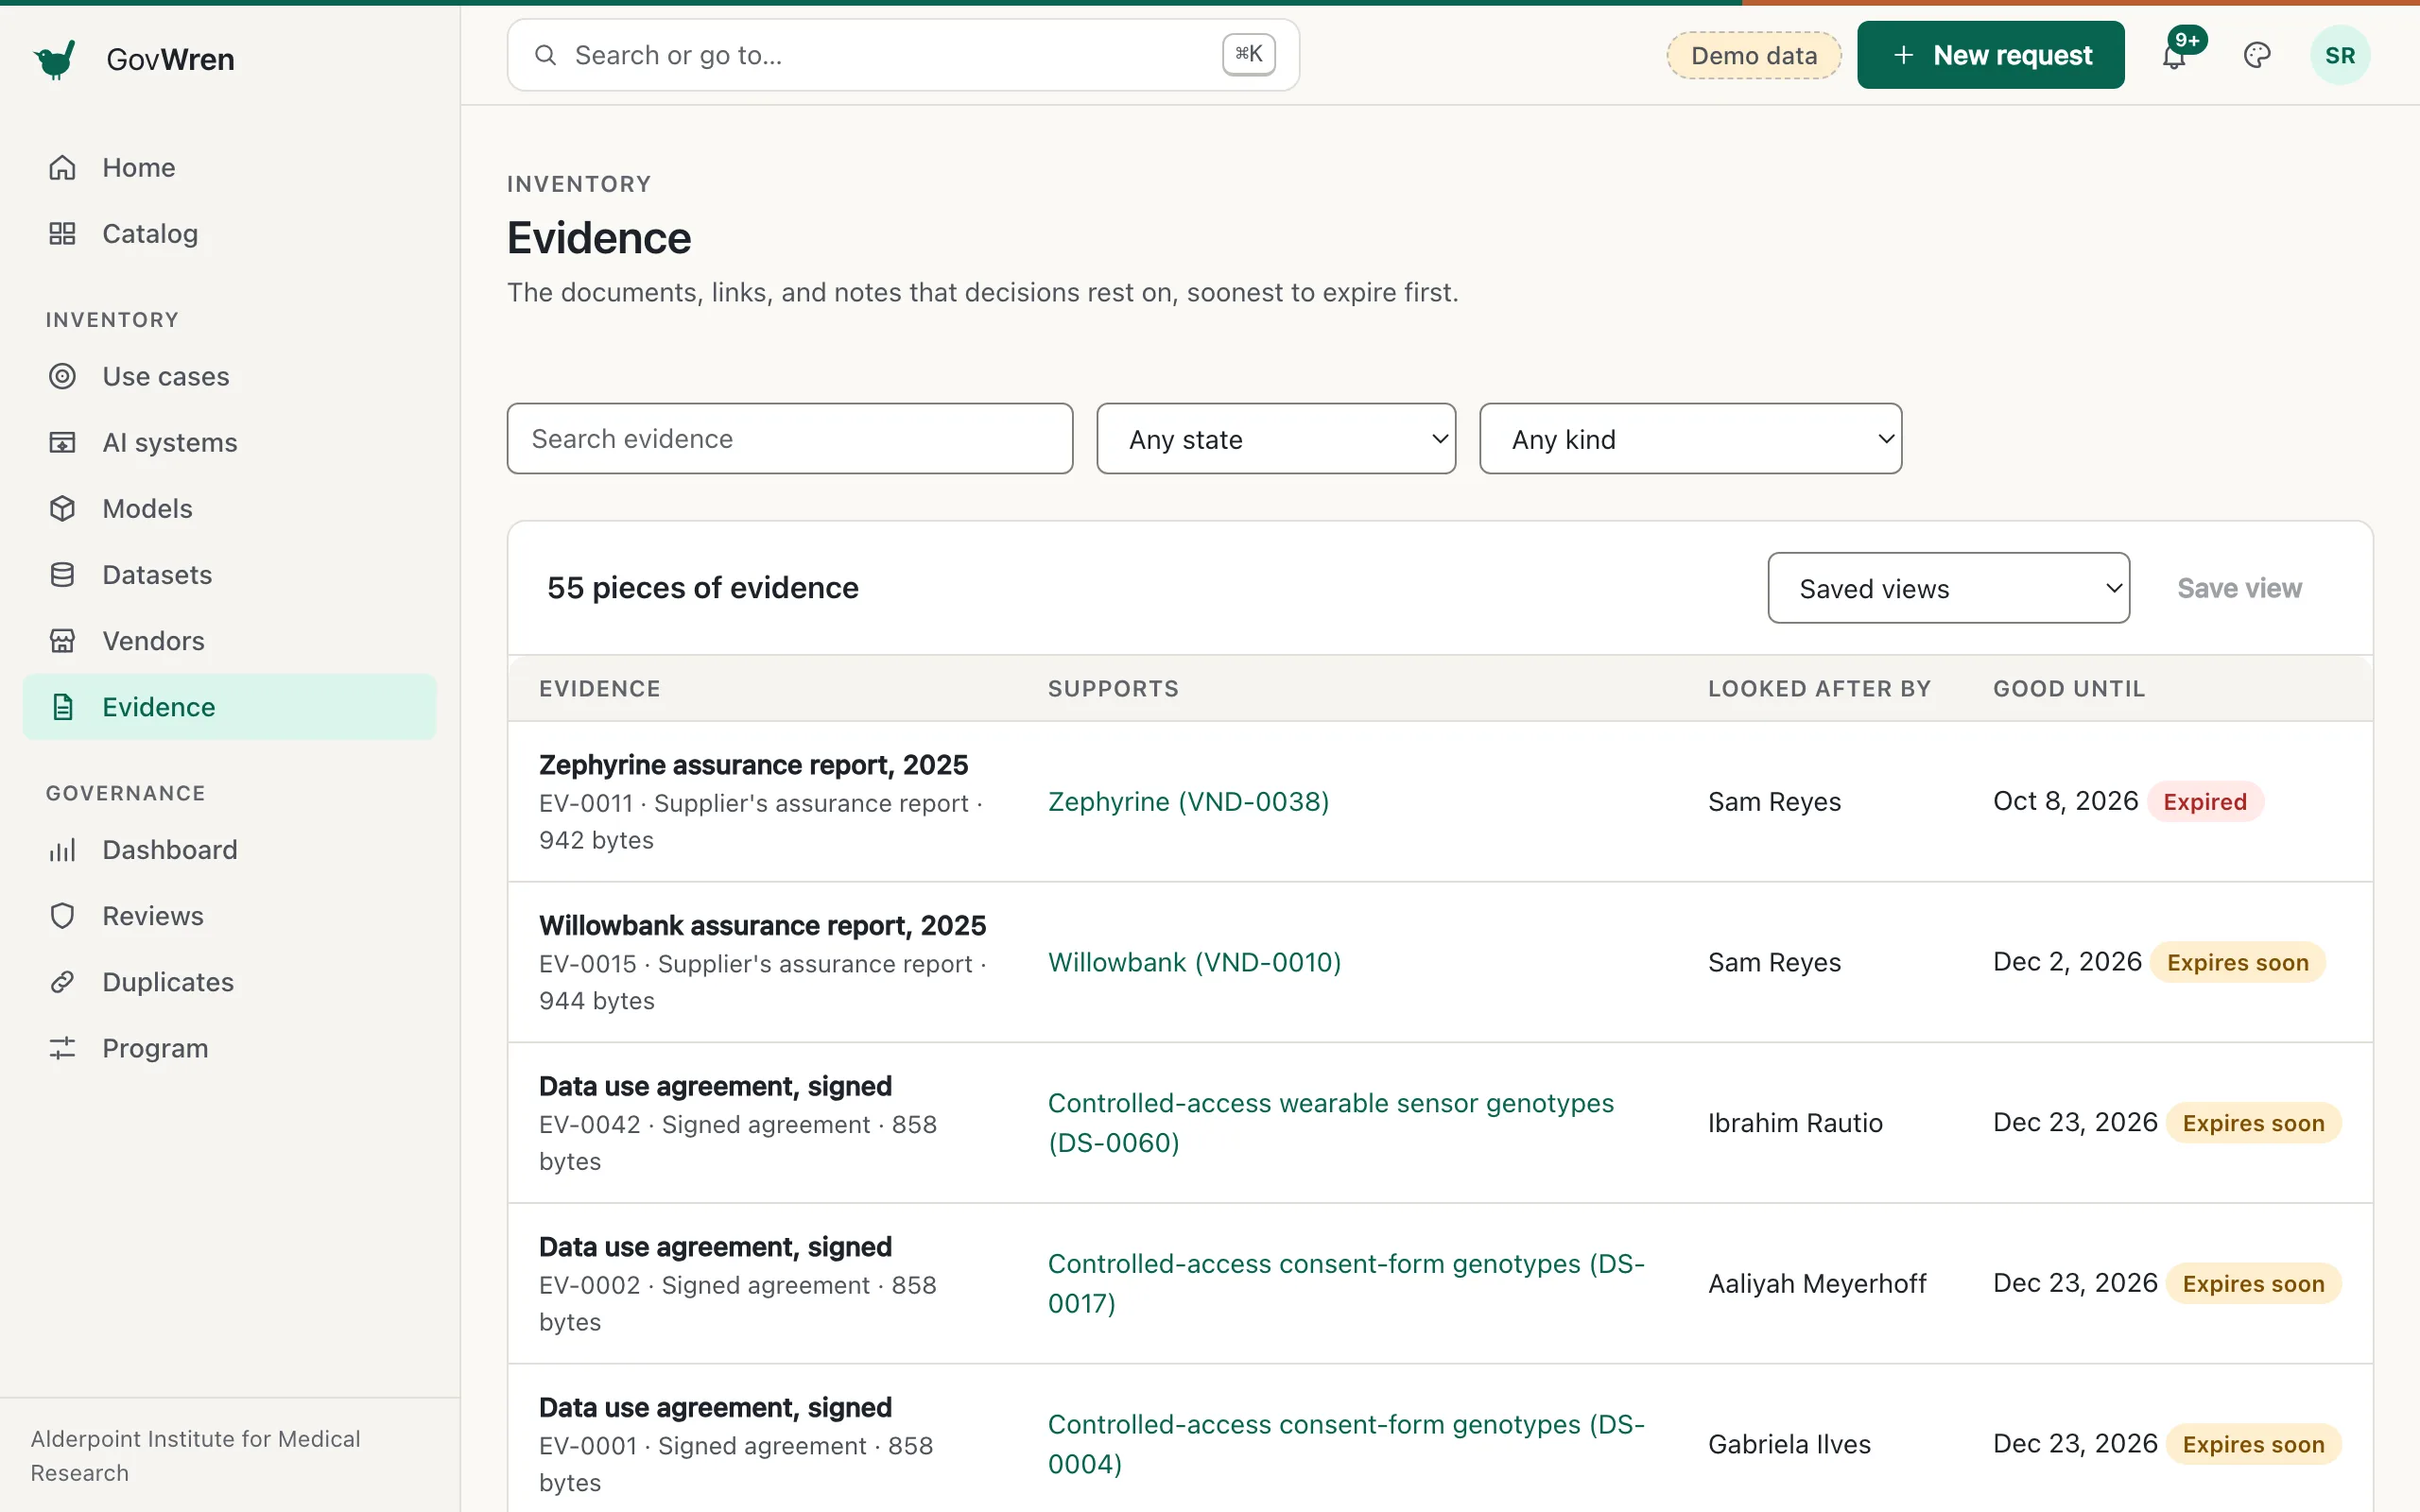 GovWren
Search or go to...
⌘K
Demo data
+ New request
9+
SR
Home
Catalog
INVENTORY
Use cases
AI systems
Models
Datasets
Vendors
Evidence
GOVERNANCE
Dashboard
Reviews
Duplicates
Program
Alderpoint Institute for Medical
Research
INVENTORY
Evidence
The documents, links, and notes that decisions rest on, soonest to expire first.
Search evidence
Any state
Any kind
55 pieces of evidence
Saved views
Save view
EVIDENCE SUPPORTS LOOKED AFTER BY GOOD UNTIL
Zephyrine assurance report, 2025
EV-0011 · Supplier's assurance report ·
942 bytes
Zephyrine (VND-0038)
Sam Reyes
Oct 8, 2026 Expired
Willowbank assurance report, 2025
EV-0015 · Supplier's assurance report ·
944 bytes
Willowbank (VND-0010)
Sam Reyes
Dec 2, 2026 Expires soon
Data use agreement, signed
EV-0042 · Signed agreement · 858
bytes
Controlled-access wearable sensor genotypes
(DS-0060)
Ibrahim Rautio
Dec 23, 2026 Expires soon
Data use agreement, signed
EV-0002 · Signed agreement · 858
bytes
Controlled-access consent-form genotypes (DS-
0017)
Aaliyah Meyerhoff
Dec 23, 2026 Expires soon
Data use agreement, signed
EV-0001 · Signed agreement · 858
bytes
Controlled-access consent-form genotypes (DS-
0004)
Gabriela Ilves
Dec 23, 2026 Expires soon